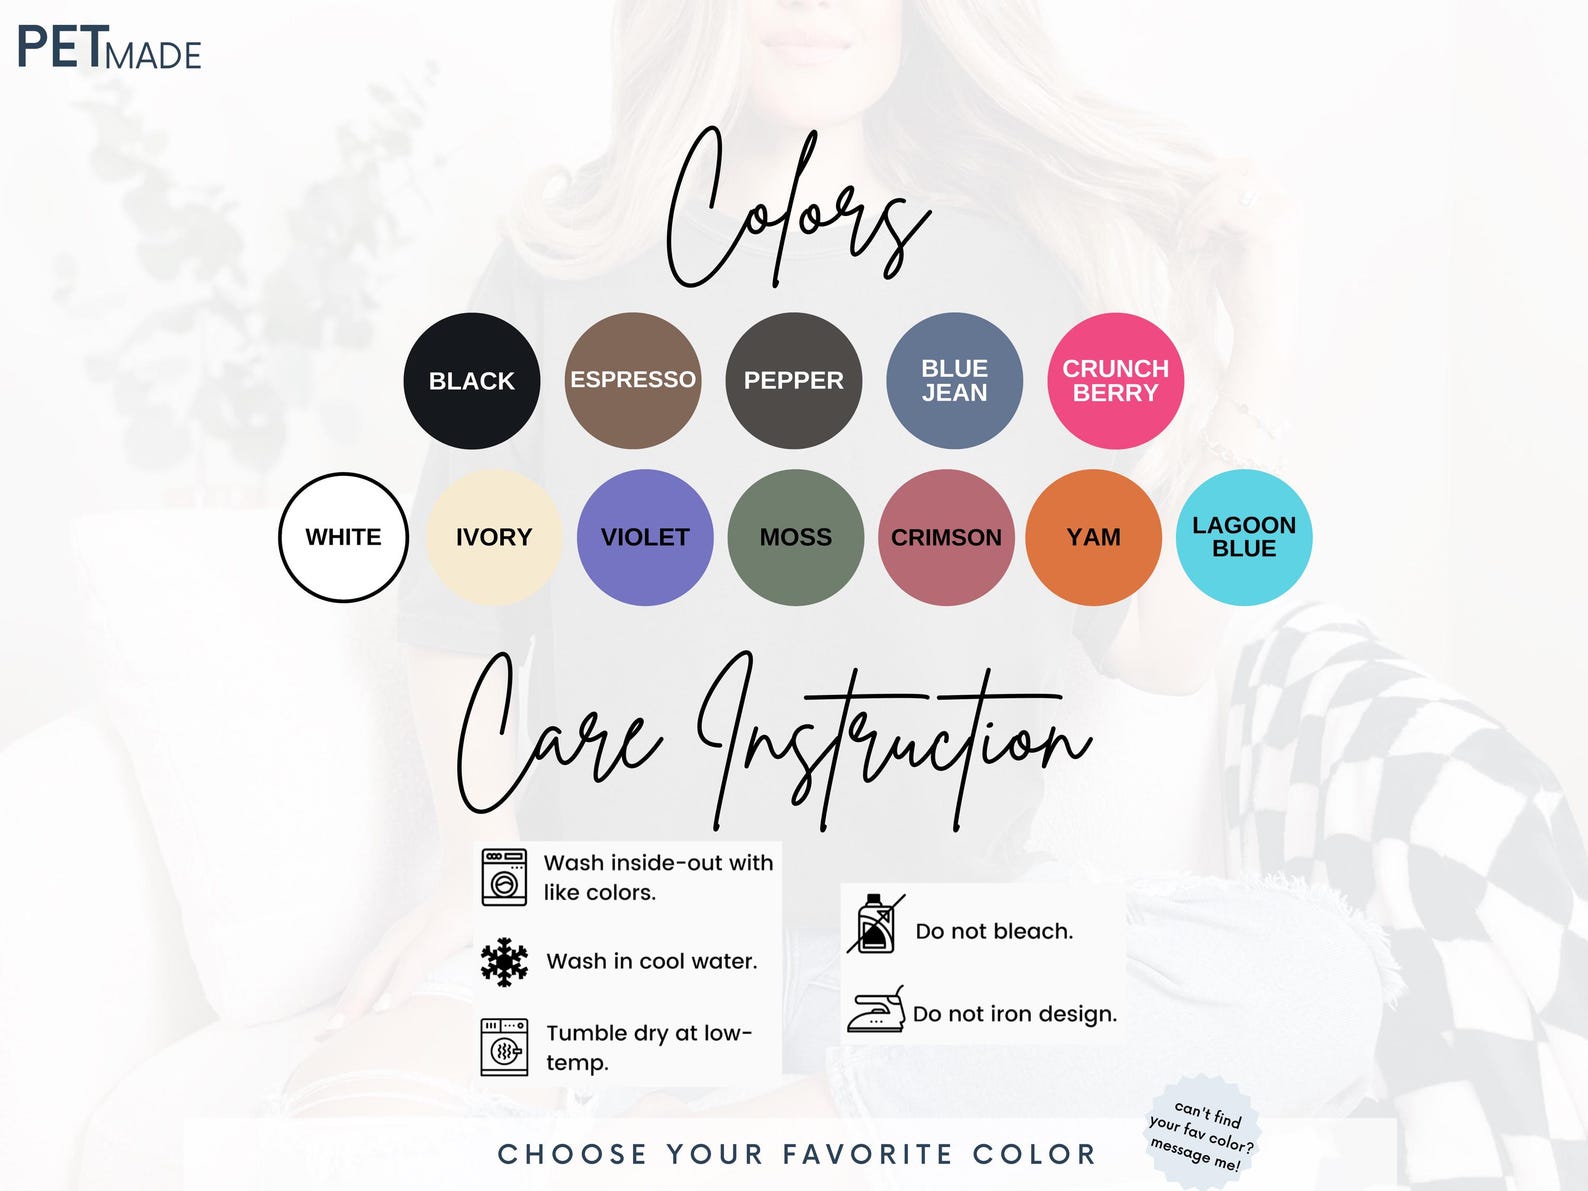 PETMADE
Colors
BLACK
ESPRESSO
PEPPER
BLUE
JEAN
CRUNCH
BERRY
WHITE
IVORY
VIOLET
MOSS
CRIMSON
YAM
LAGOON
BLUE
Care Instruction
Wash inside-out with
like colors.
Wash in cool water.
Tumble dry at low-
temp.
Do not bleach.
Do not iron design.
CHOOSE YOUR FAVORITE COLOR
can't find
your fav color?
message me!